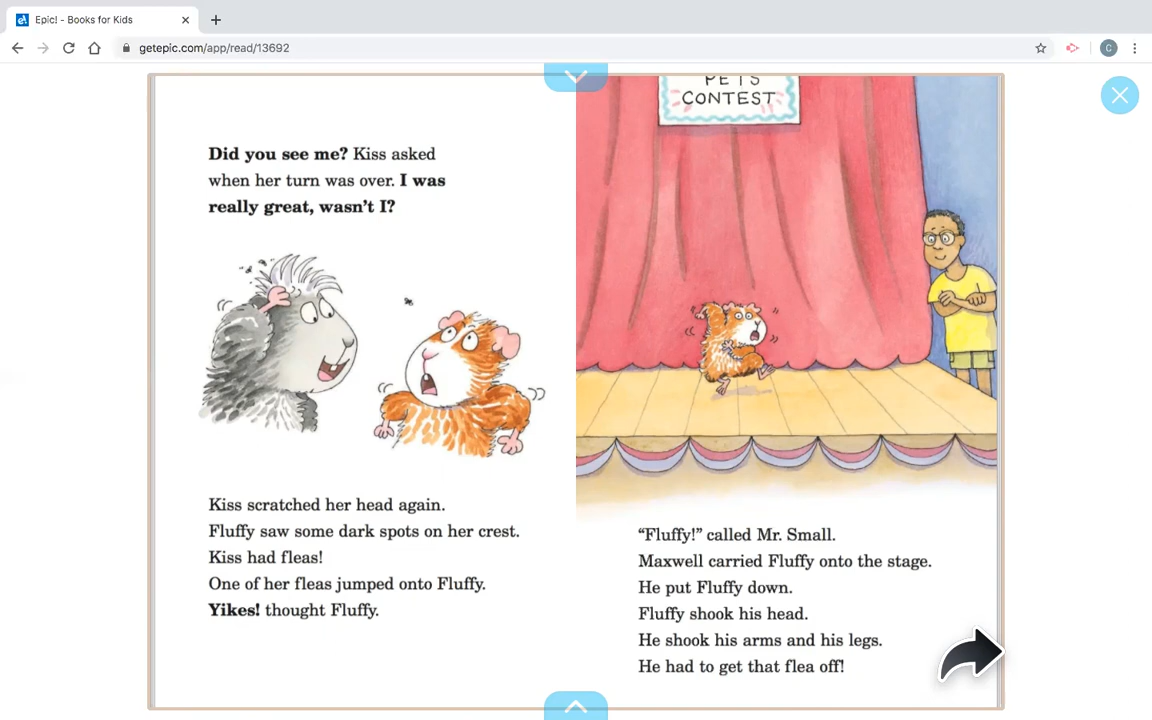 Epic! - Books for Kids
getepic.com/app/read/13692
C
Did you see me? Kiss asked
when her turn was over. I was
really great, wasn't I?
Kiss scratched her head again.
Fluffy saw some dark spots on her crest.
Kiss had fleas!
One of her fleas jumped onto Fluffy.
Yikes! thought Fluffy.
PETS
CONTEST
“Fluffy!” called Mr. Small.
Maxwell carried Fluffy onto the stage.
He put Fluffy down.
Fluffy shook his head.
He shook his arms and his legs.
He had to get that flea off!